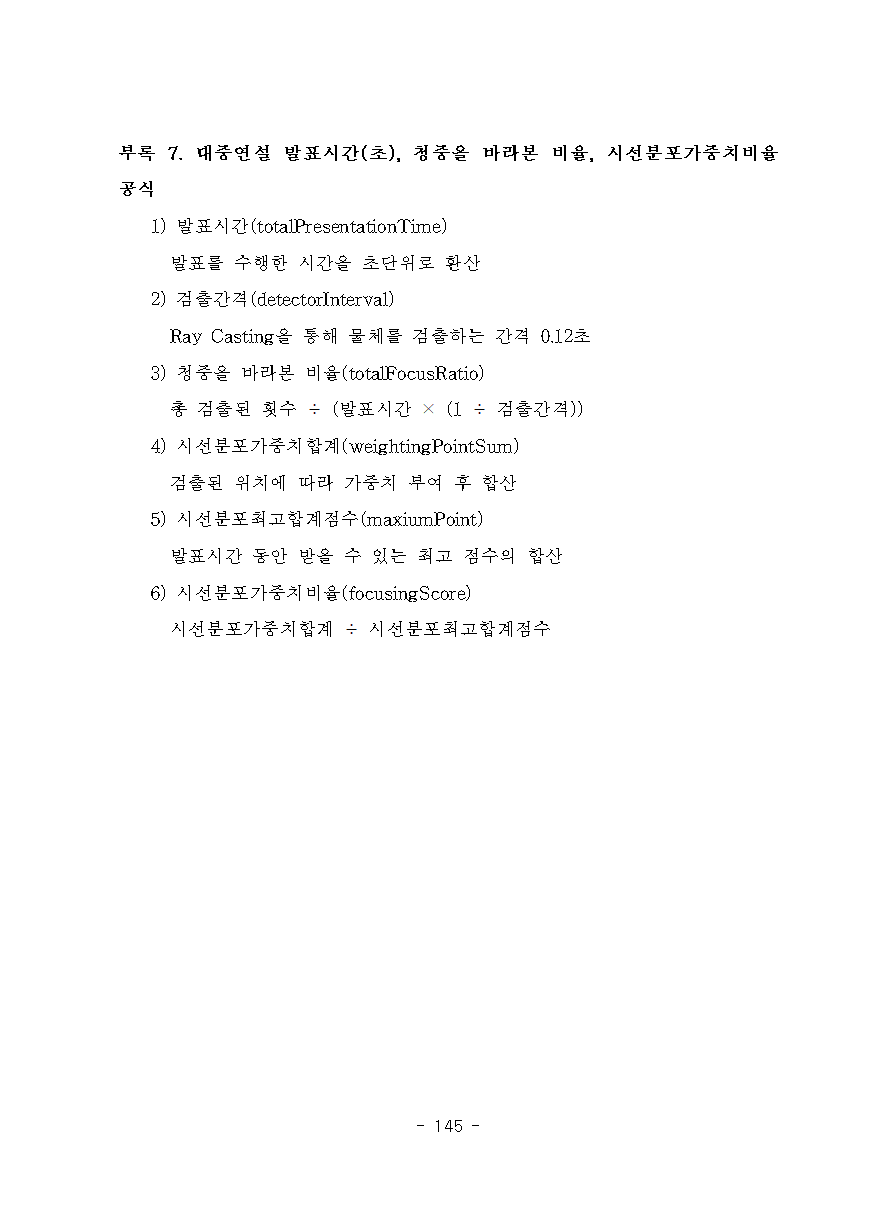 부록 7. 대중연설 발표시간(초), 청중을 바라본 비율, 시선분포가중치비율
공식
1) 발표시간(totalPresentationTime)
발표를 수행한 시간을 초단위로 환산
2) 검출간격(detectorInterval)
Ray Casting을 통해 물체를 검출하는 간격 0.12초
3) 청중을 바라본 비율(totalFocusRatio)
총 검출된 횟수 ÷ (발표시간 × (1 ÷ 검출간격))
4) 시선분포가중치합계(weightingPointSum)
검출된 위치에 따라 가중치 부여 후 합산
5) 시선분포최고합계점수(maxiumPoint)
발표시간 동안 받을 수 있는 최고 점수의 합산
6) 시선분포가중치비율(focusingScore)
시선분포가중치합계 ÷ 시선분포최고합계점수
- 145 -